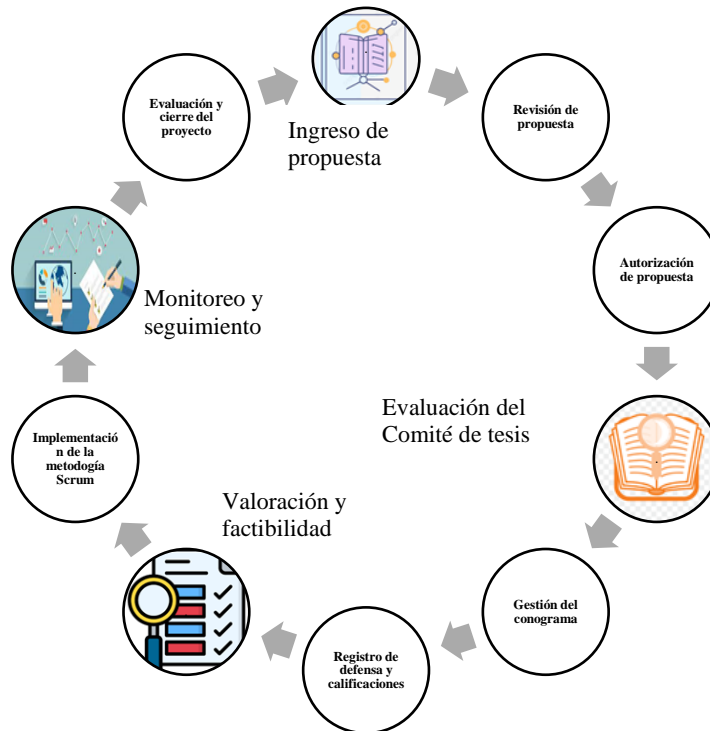 Ingreso de
propuesta
Revisión de
propuesta
Autorización
de propuesta
Evaluación del
Comité de tesis
Gestión del
conograma
Registro de
defensa y
calificaciones
Valoración y
factibilidad
Implementació
n de la
metodogía
Scrum
Monitoreo y
seguimiento
Evaluación y
cierre del
proyecto